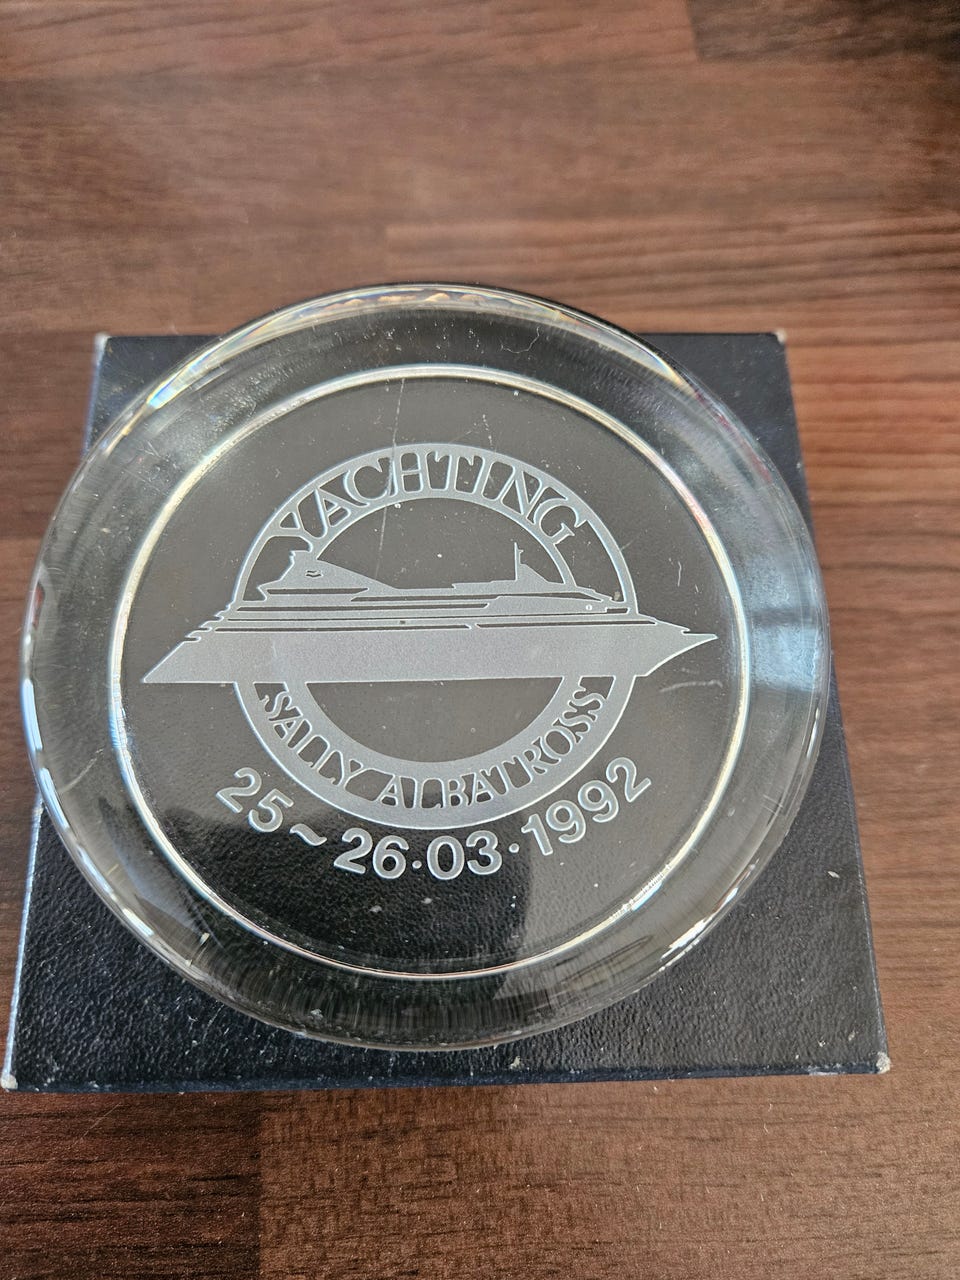 YACHTING
SALLY ALBATROSS
25~26.03.1992